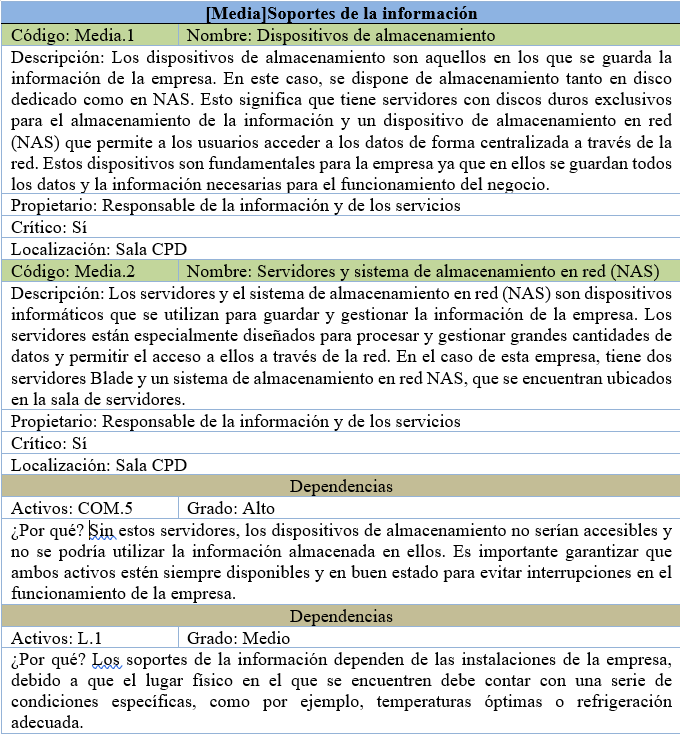 [Media]Soportes de la información
Código: Media.1 Nombre: Dispositivos de almacenamiento
Descripción: Los dispositivos de almacenamiento son aquellos en los que se guarda la
información de la empresa. En este caso, se dispone de almacenamiento tanto en disco
dedicado como en NAS. Esto significa que tiene servidores con discos duros exclusivos
para el almacenamiento de la información y un dispositivo de almacenamiento en red
(NAS) que permite a los usuarios acceder a los datos de forma centralizada a través de la
red. Estos dispositivos son fundamentales para la empresa ya que en ellos se guardan todos
los datos y la información necesarias para el funcionamiento del negocio.
Propietario: Responsable de la información y de los servicios
Crítico: Sí
Localización: Sala CPD
Código: Media.2 Nombre: Servidores y sistema de almacenamiento en red (NAS)
Descripción: Los servidores y el sistema de almacenamiento en red (NAS) son dispositivos
informáticos que se utilizan para guardar y gestionar la información de la empresa. Los
servidores están especialmente diseñados para procesar y gestionar grandes cantidades de
datos y permitir el acceso a ellos a través de la red. En el caso de esta empresa, tiene dos
servidores Blade y un sistema de almacenamiento en red NAS, que se encuentran ubicados
en la sala de servidores.
Propietario: Responsable de la información y de los servicios
Crítico: Sí
Localización: Sala CPD
Dependencias
Activos: COM.5 Grado: Alto
¿Por qué? Sin estos servidores, los dispositivos de almacenamiento no serían accesibles y
no se podría utilizar la información almacenada en ellos. Es importante garantizar que
ambos activos estén siempre disponibles y en buen estado para evitar interrupciones en el
funcionamiento de la empresa.
Dependencias
Activos: L.1 Grado: Medio
¿Por qué? Los soportes de la información dependen de las instalaciones de la empresa,
debido a que el lugar físico en el que se encuentren debe contar con una serie de
condiciones específicas, como por ejemplo, temperaturas óptimas o refrigeración
adecuada.